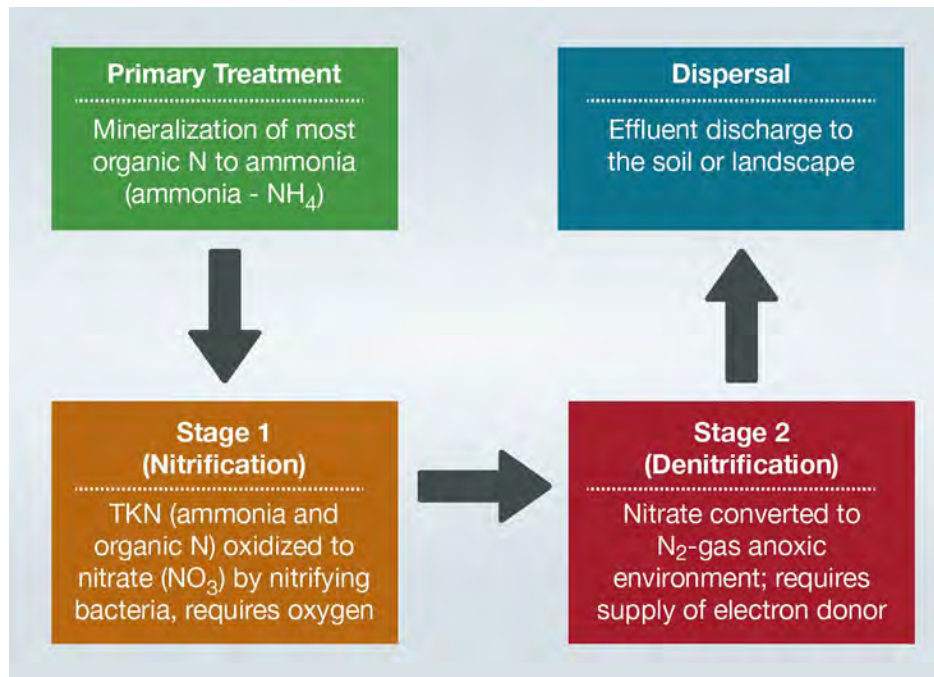 Primary Treatment
Mineralization of most
organic N to ammonia
(ammonia - NH₄)
Stage 1
(Nitrification)
TKN (ammonia and
organic N) oxidized to
nitrate (NO₃) by nitrifying
bacteria, requires oxygen
Stage 2
(Denitrification)
Nitrate converted to
N₂-gas anoxic
environment; requires
supply of electron donor
Dispersal
Effluent discharge to
the soil or landscape